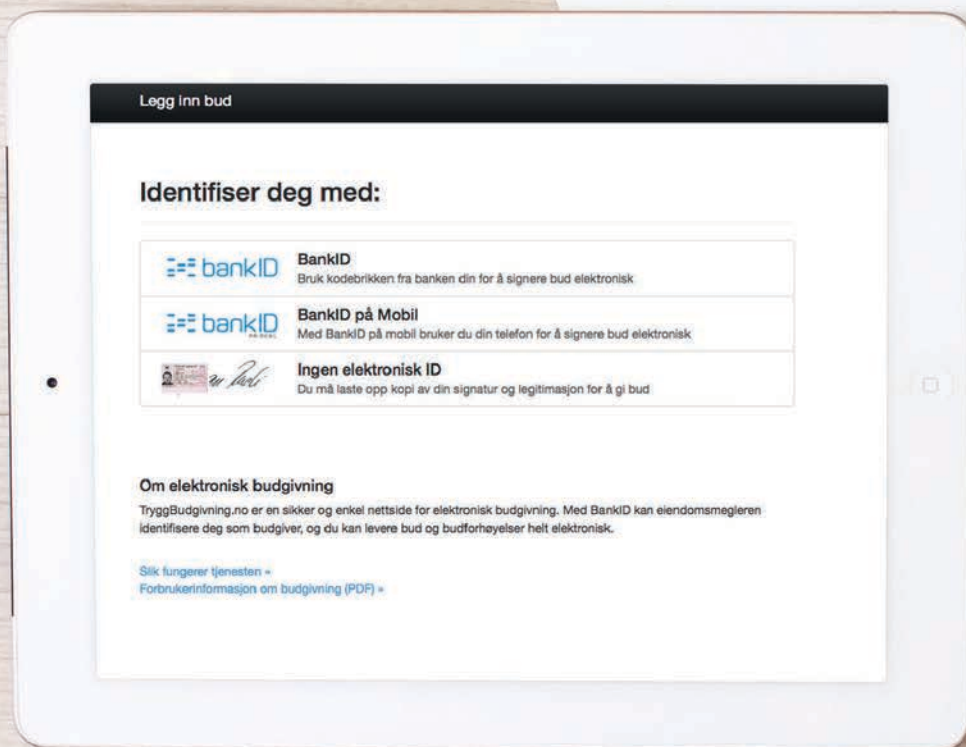 Legg inn bud
Identifiser deg med:
bankID
BankID
Bruk kodebrikken fra banken din for å signere bud elektronisk
bankID
BankID på Mobil
Med BankID på mobil bruker du din telefon for å signere bud elektronisk
Ingen elektronisk ID
Du må laste opp kopi av din signatur og legitimasjon for å gi bud
Om elektronisk budgivning
TryggBudgivning.no er en sikker og enkel nettside for elektronisk budgivning. Med BankID kan eiendomsmegleren
identifisere deg som budgiver, og du kan levere bud og budforhøyelser helt elektronisk.
Slik fungerer tjenesten »
Forbrukerinformasjon om budgivning (PDF) »